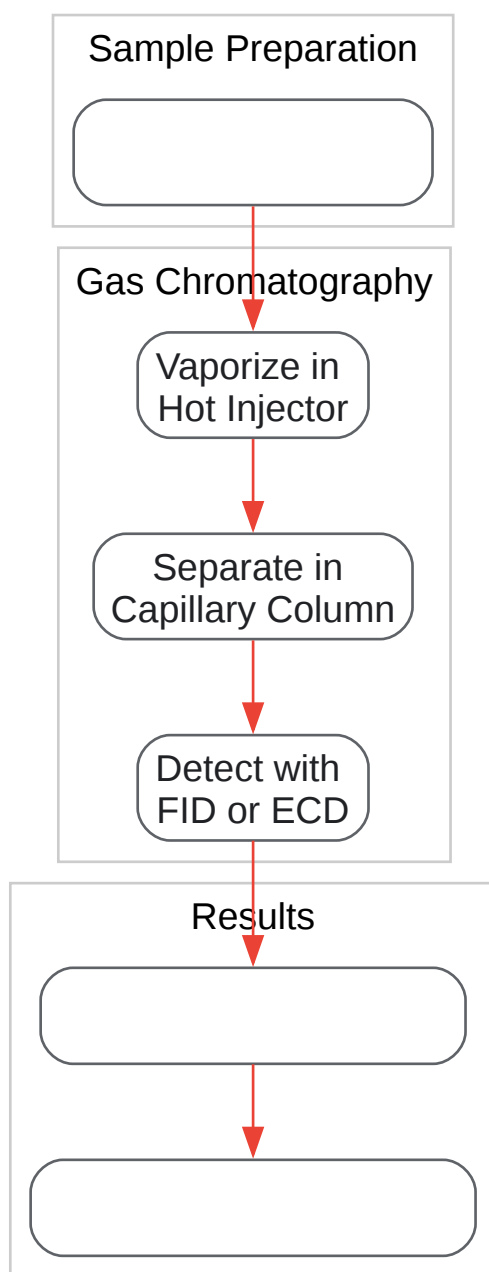 Sample Preparation
Gas Chromatography
Vaporize in
Hot Injector
Separate in
Capillary Column
Detect with
FID or ECD
Results